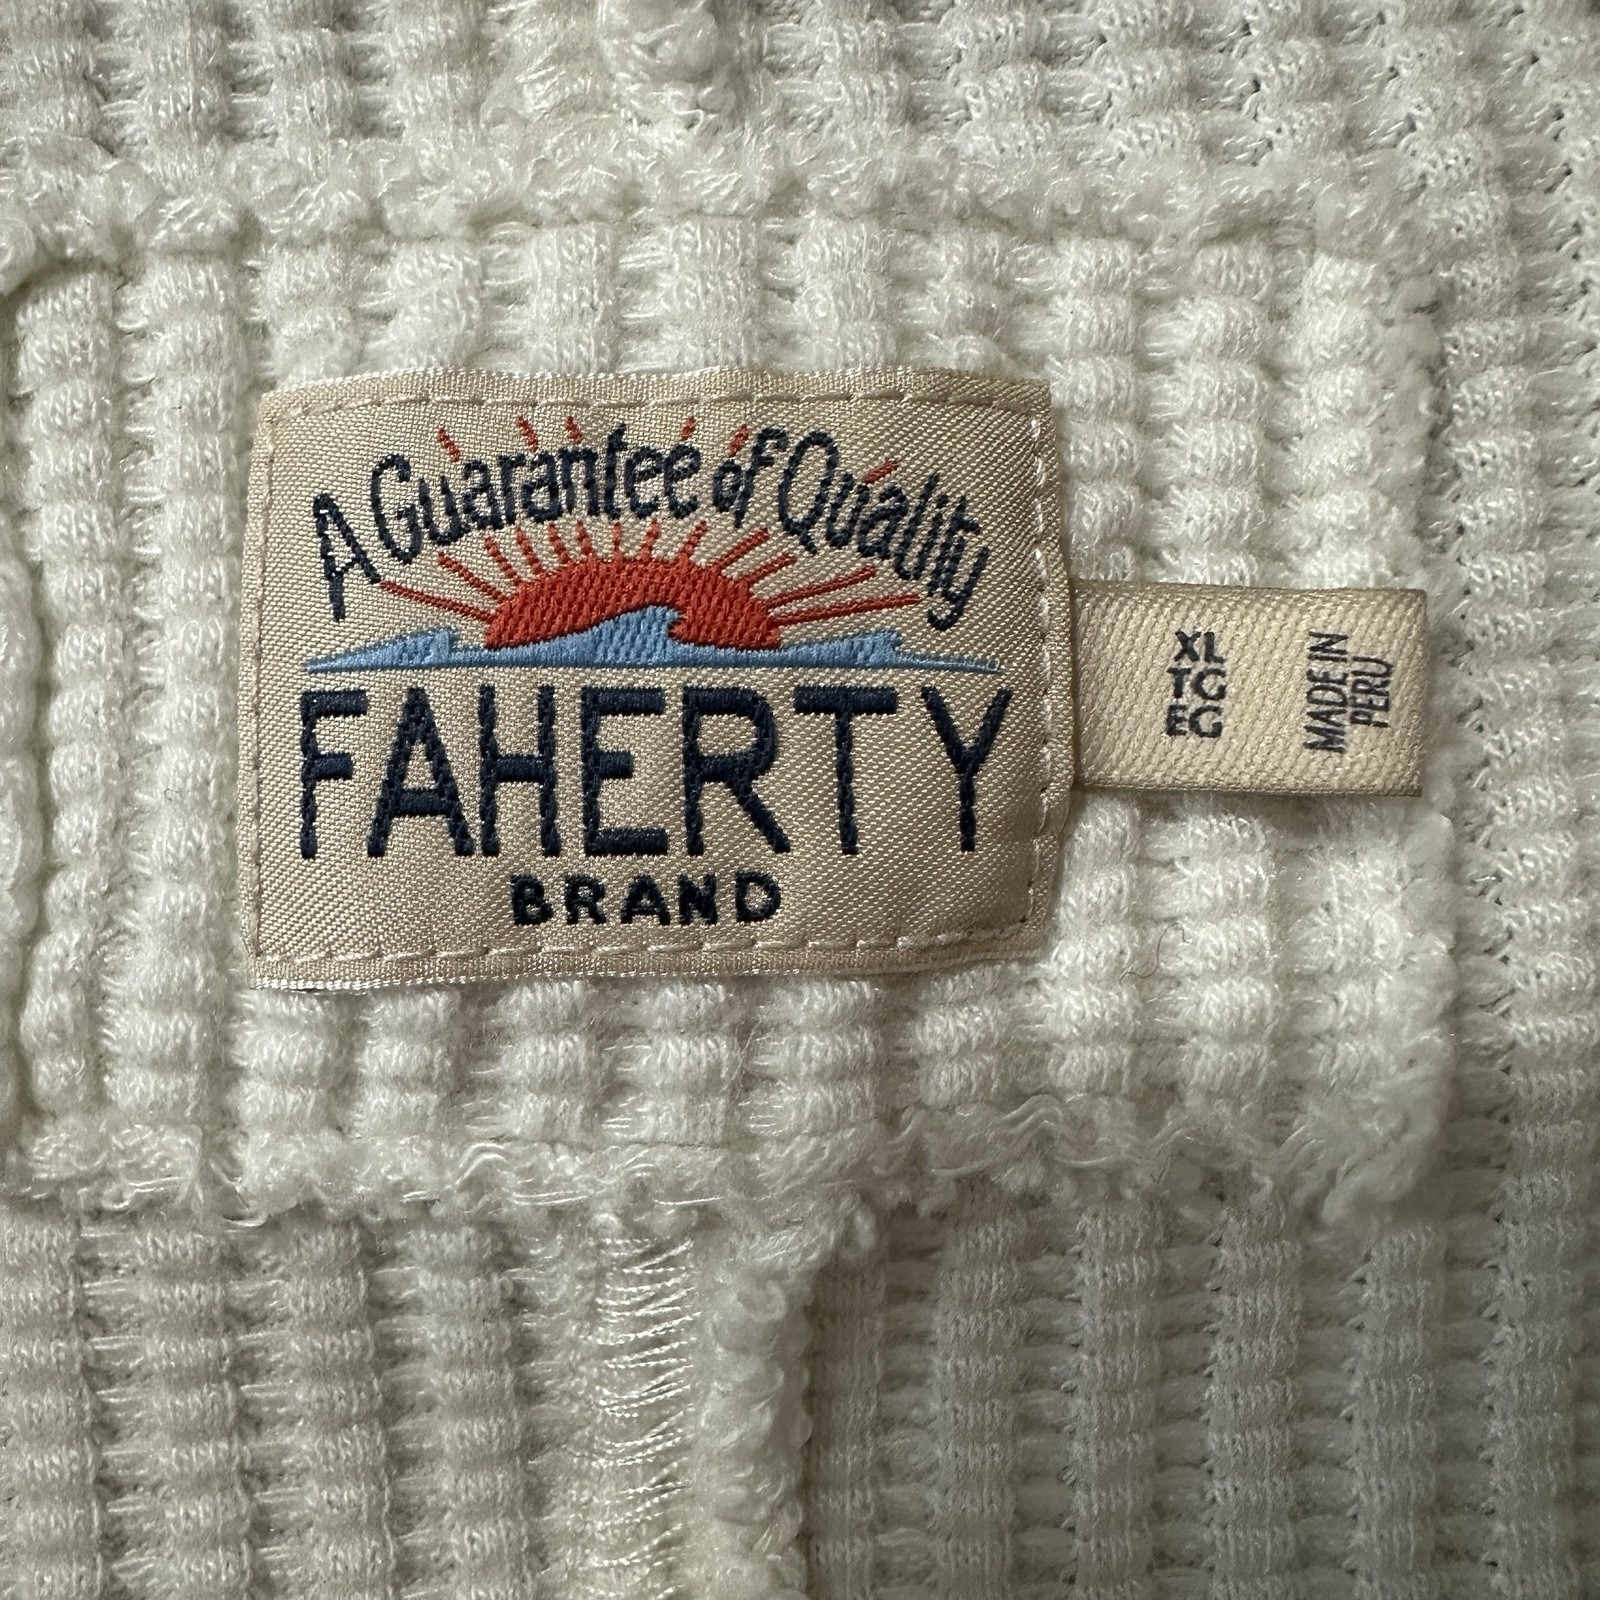 A Guarantee of Quality
FAHERTY
BRAND
XL
TG
EG
MADE IN
PERU